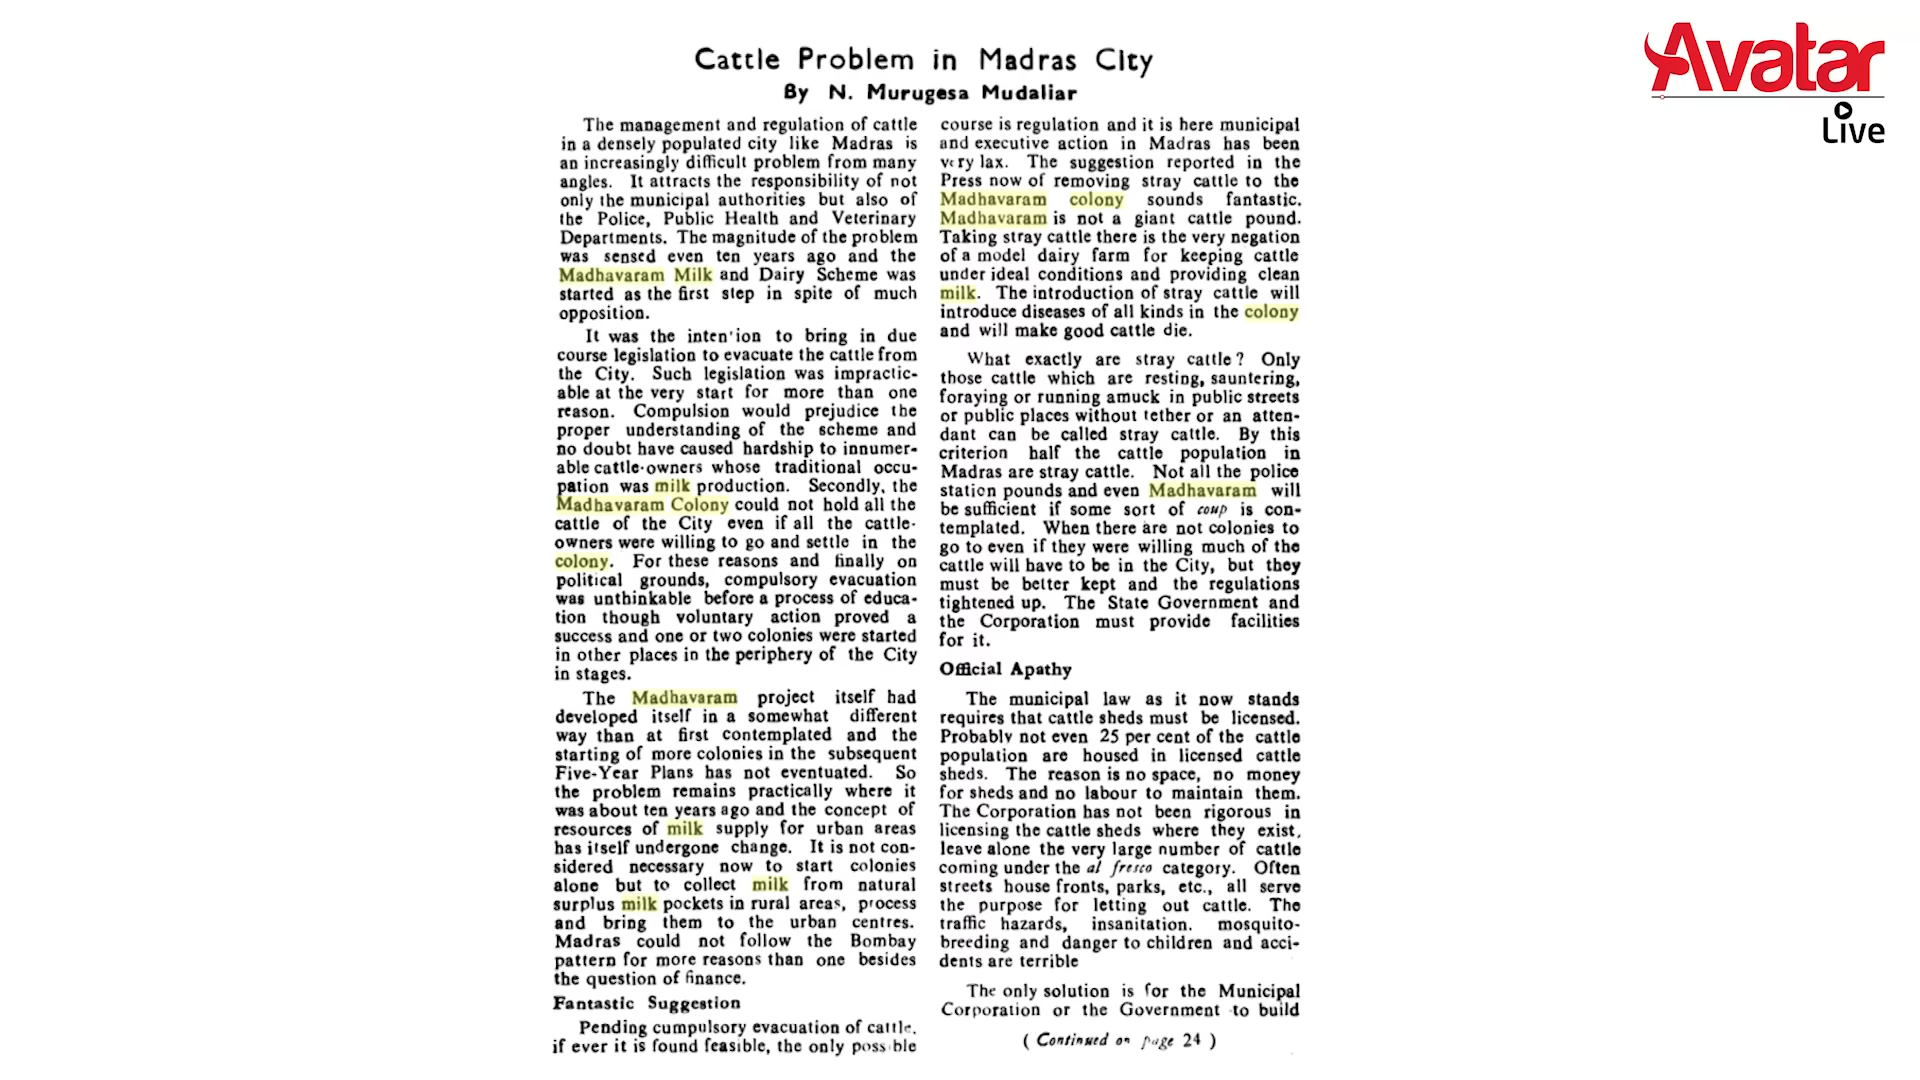 Cattle Problem in Madras City
By N. Murugesa Mudaliar
The management and regulation of cattle
in a densely populated city like Madras is
an increasingly difficult problem from many
angles. It attracts the responsibility of not
only the municipal authorities but also of
the Police, Public Health and Veterinary
Departments. The magnitude of the problem
was sensed even ten years ago and the
Madhavaram Milk and Dairy Scheme was
started as the first step in spite of much
opposition.
It was the inten'ion to bring in due
course legislation to evacuate the cattle from
the City. Such legislation was impractic-
able at the very start for more than one
reason. Compulsion would prejudice the
proper understanding of the scheme and
no doubt have caused hardship to innumer-
able cattle-owners whose traditional occu-
pation was milk production. Secondly, the
Madhavaram Colony could not hold all the
cattle of the City even if all the cattle-
owners were willing to go and settle in the
colony. For these reasons and finally on
political grounds, compulsory evacuation
was unthinkable before a process of educa-
tion though voluntary action proved a
success and one or two colonies were started
in other places in the periphery of the City
in stages.
The Madhavaram project itself had
developed itself in a somewhat different
way than at first contemplated and the
starting of more colonies in the subsequent
Five-Year Plans has not eventuated. So
the problem remains practically where it
was about ten years ago and the concept of
resources of milk supply for urban areas
has itself undergone change. It is not con-
sidered necessary now to start colonies
alone but to collect milk from natural
surplus milk pockets in rural areas, process
and bring them to the urban centres.
Madras could not follow the Bombay
pattern for more reasons than one besides
the question of finance.
Fantastic Suggestion
Pending cumpulsory evacuation of cattle,
if ever it is found feasible, the only possible
course is regulation and it is here municipal
and executive action in Madras has been
very lax. The suggestion reported in the
Press now of removing stray cattle to the
Madhavaram colony sounds fantastic.
Madhavaram is not a giant cattle pound.
Taking stray cattle there is the very negation
of a model dairy farm for keeping cattle
under ideal conditions and providing clean
milk. The introduction of stray cattle will
introduce diseases of all kinds in the colony
and will make good cattle die.
What exactly are stray cattle? Only
those cattle which are resting, sauntering,
foraying or running amuck in public streets
or public places without tether or an atten-
dant can be called stray cattle. By this
criterion half the cattle population in
Madras are stray cattle. Not all the police
station pounds and even Madhavaram will
be sufficient if some sort of coup is con-
templated. When there are not colonies to
go to even if they were willing much of the
cattle will have to be in the City, but they
must be better kept and the regulations
tightened up. The State Government and
the Corporation must provide facilities
for it.
Official Apathy
The municipal law as it now stands
requires that cattle sheds must be licensed.
Probably not even 25 per cent of the cattle
population are housed in licensed cattle
sheds. The reason is no space, no money
for sheds and no labour to maintain them.
The Corporation has not been rigorous in
licensing the cattle sheds where they exist,
leave alone the very large number of cattle
coming under the al fresco category. Often
streets house fronts, parks, etc., all serve
the purpose for letting out cattle. The
traffic hazards, insanitation. mosquito-
breeding and danger to children and acci-
dents are terrible
The only solution is for the Municipal
Corporation or the Government to build
( Continued on page 24 )
Avatar
Live